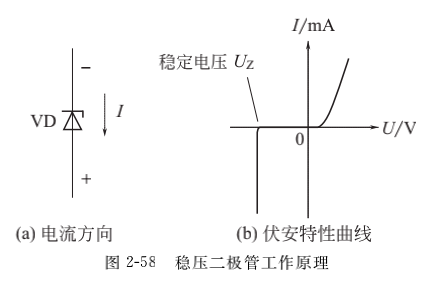 I/mA
稳定电压 UZ
−
VD
I
U/V
0
+
(a) 电流方向
(b) 伏安特性曲线
图 2-58 稳压二极管工作原理